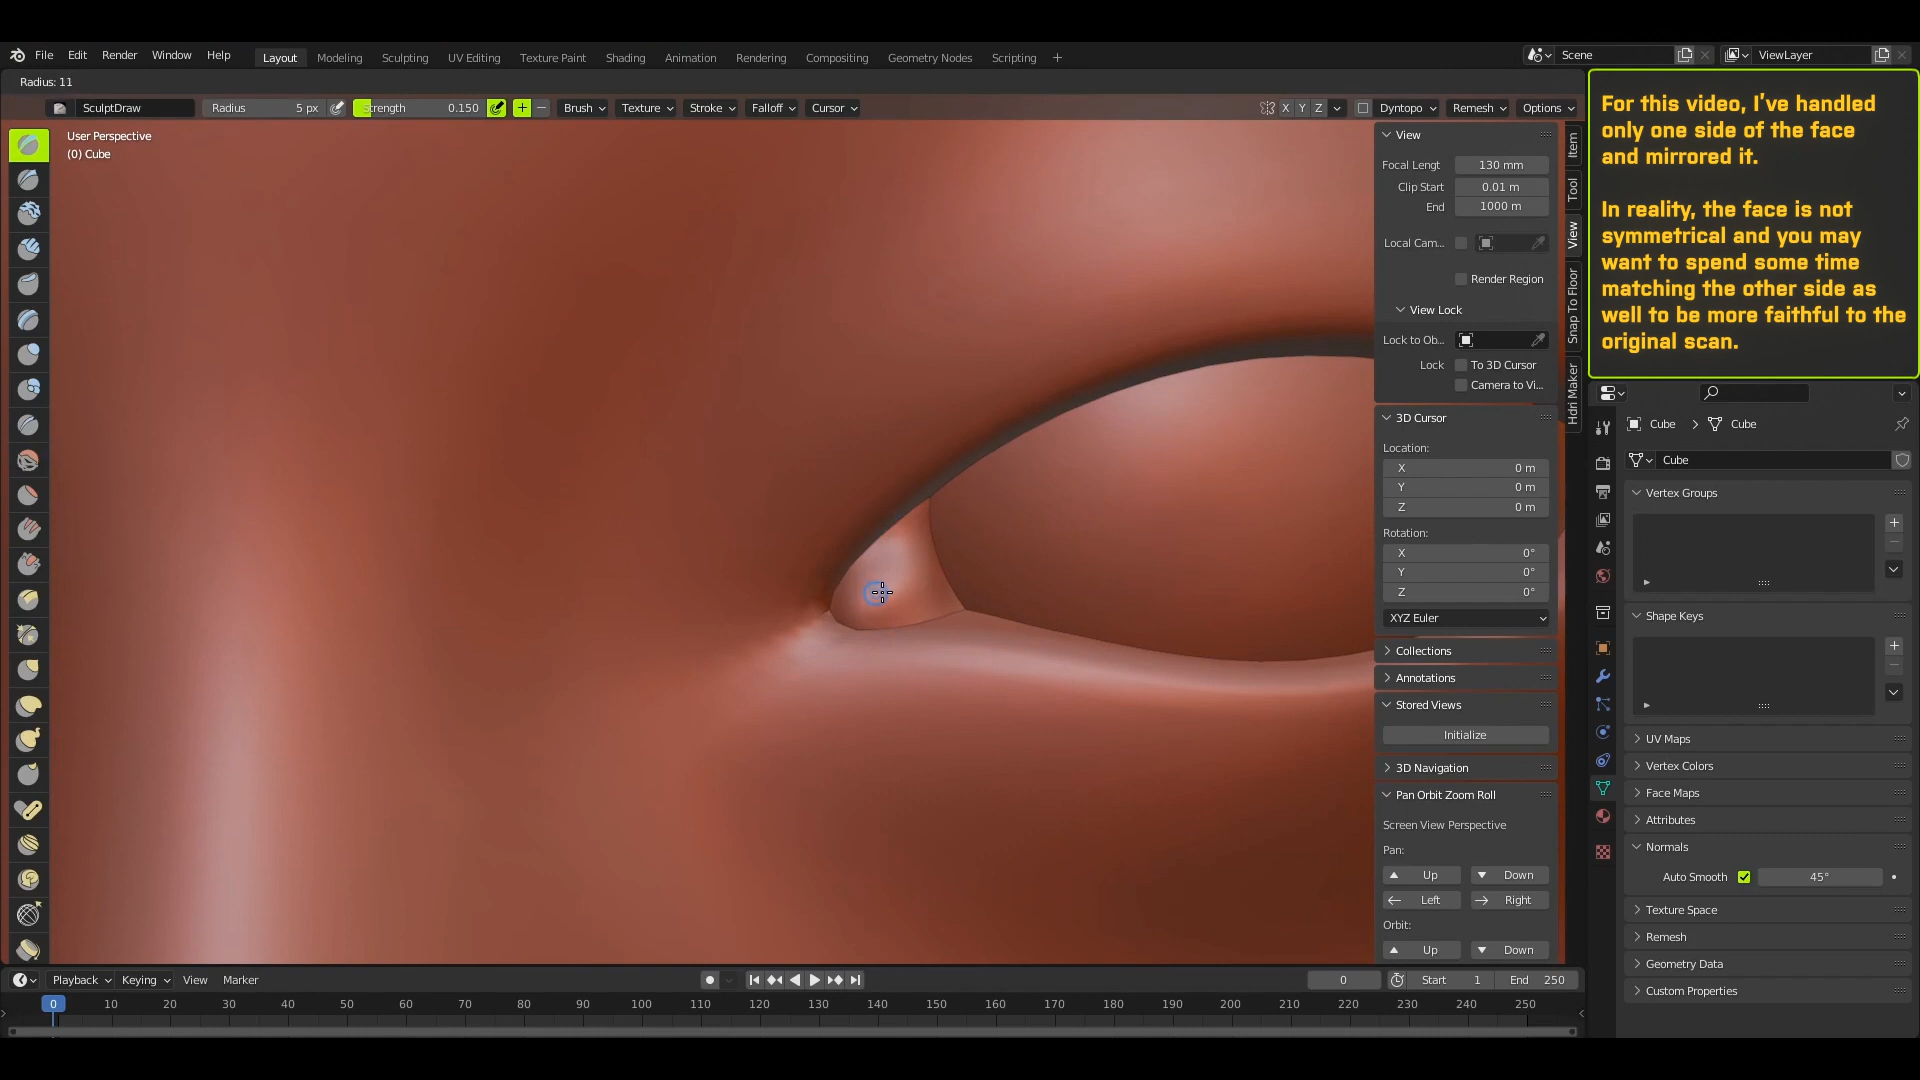 File Edit Render Window Help Layout Modeling Sculpting UV Editing Texture Paint Shading Animation Rendering Compositing Geometry Nodes Scripting + Scene ViewLayer
Radius: 11
SculptDraw Radius 5 px Strength 0.150 Brush Texture Stroke Falloff Cursor X Y Z Dyntopo Remesh Options
User Perspective
(0) Cube
View
Focal Lengt 130 mm
Clip Start 0.01 m
End 1000 m
Local Cam...
Render Region
View Lock
Lock to Ob...
Lock To 3D Cursor
Camera to Vi...
3D Cursor
Location:
X 0 m
Y 0 m
Z 0 m
Rotation:
X 0°
Y 0°
Z 0°
XYZ Euler
Collections
Annotations
Stored Views
Initialize
3D Navigation
Pan Orbit Zoom Roll
Screen View Perspective
Pan:
Up Down
Left Right
Orbit:
Up Down
Item
Tool
View
Snap To Floor
Hdri Maker
For this video, I've handled
only one side of the face
and mirrored it.
In reality, the face is not
symmetrical and you may
want to spend some time
matching the other side as
well to be more faithful to the
original scan.
Cube > Cube
Cube
Vertex Groups
Shape Keys
UV Maps
Vertex Colors
Face Maps
Attributes
Normals
Auto Smooth 45°
Texture Space
Remesh
Geometry Data
Custom Properties
Playback Keying View Marker 0 Start 1 End 250
0 10 20 30 40 50 60 70 80 90 100 110 120 130 140 150 160 170 180 190 200 210 220 230 240 250